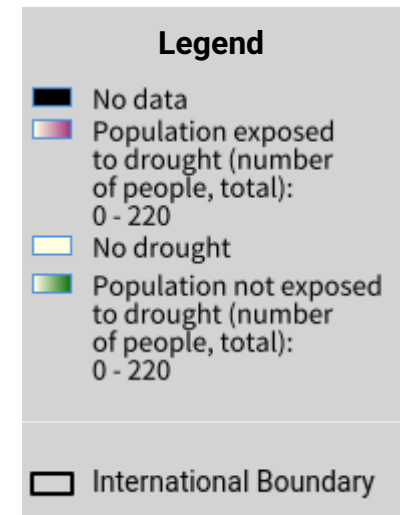 Legend
No data
Population exposed
to drought (number
of people, total):
0 - 220
No drought
Population not exposed
to drought (number
of people, total):
0 - 220
International Boundary